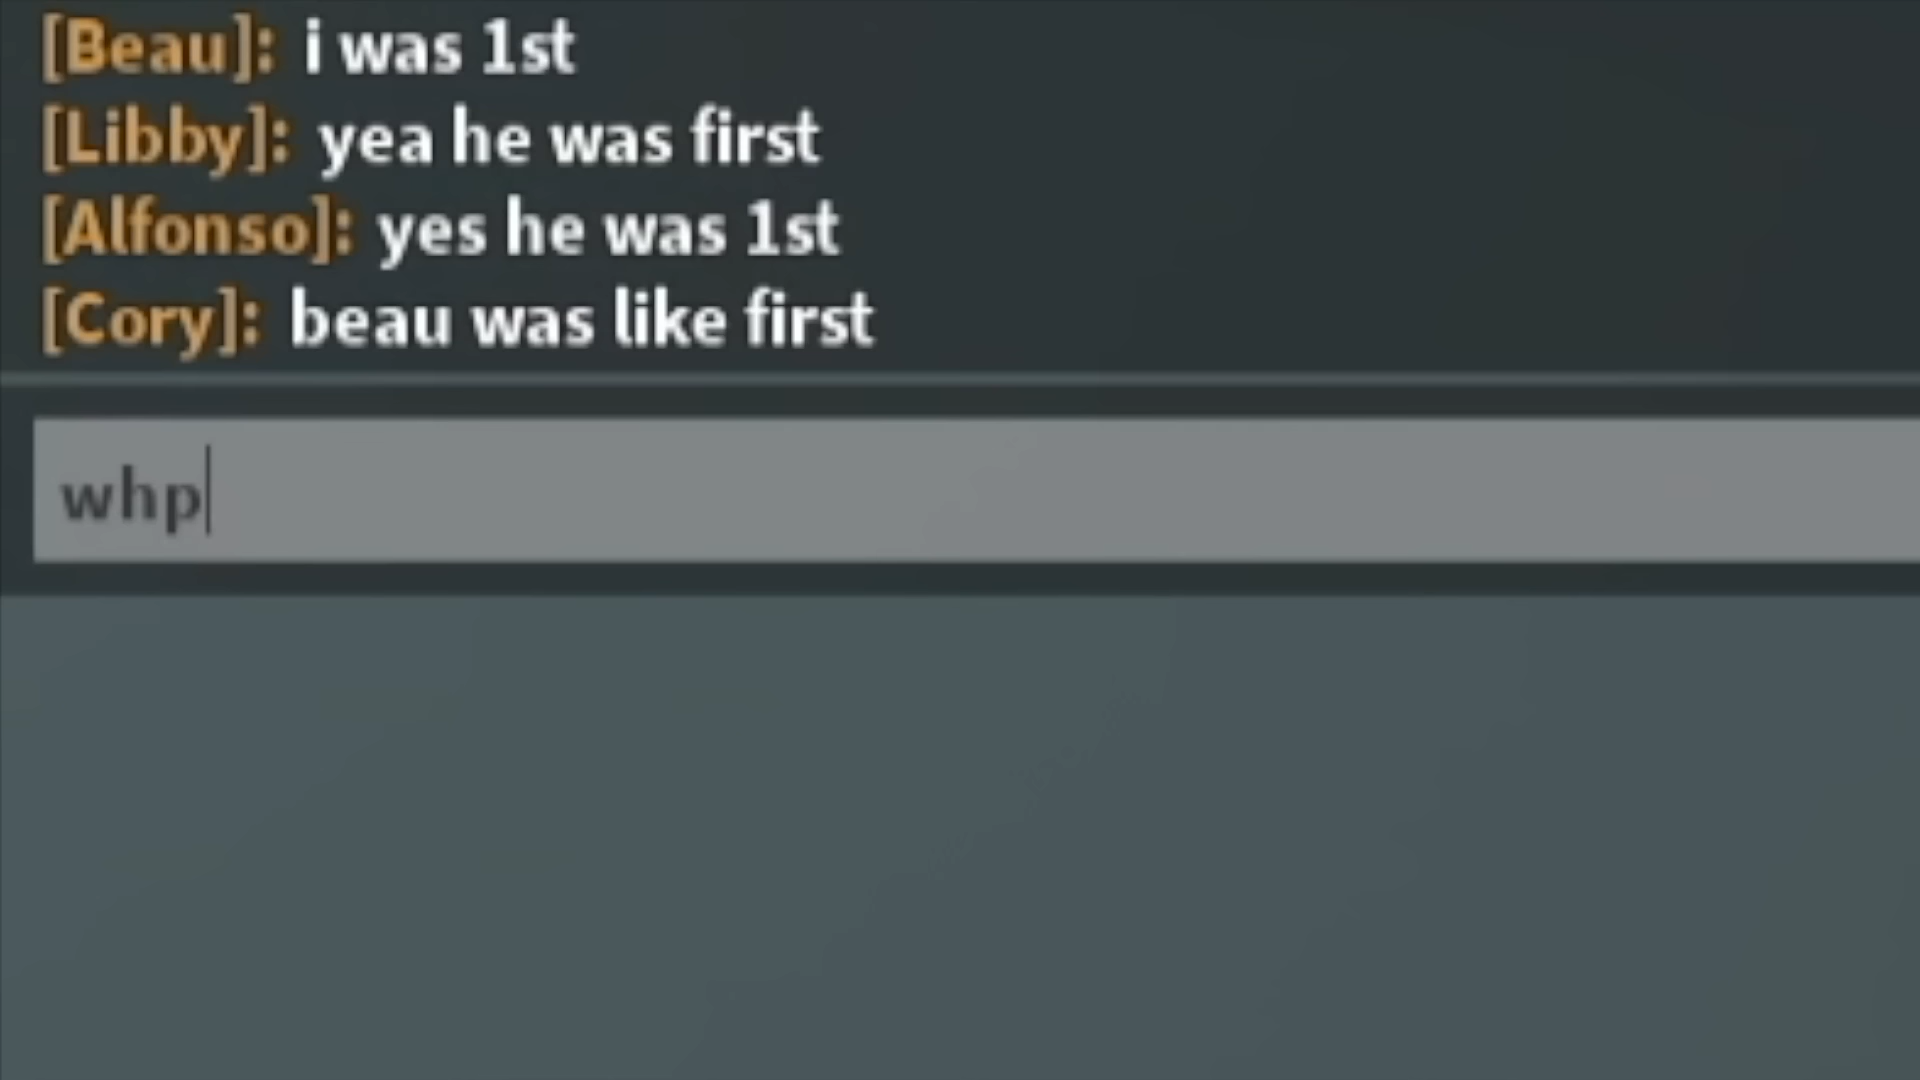 [Beau]: i was 1st
[Libby]: yea he was first
[Alfonso]: yes he was 1st
[Cory]: beau was like first
whp